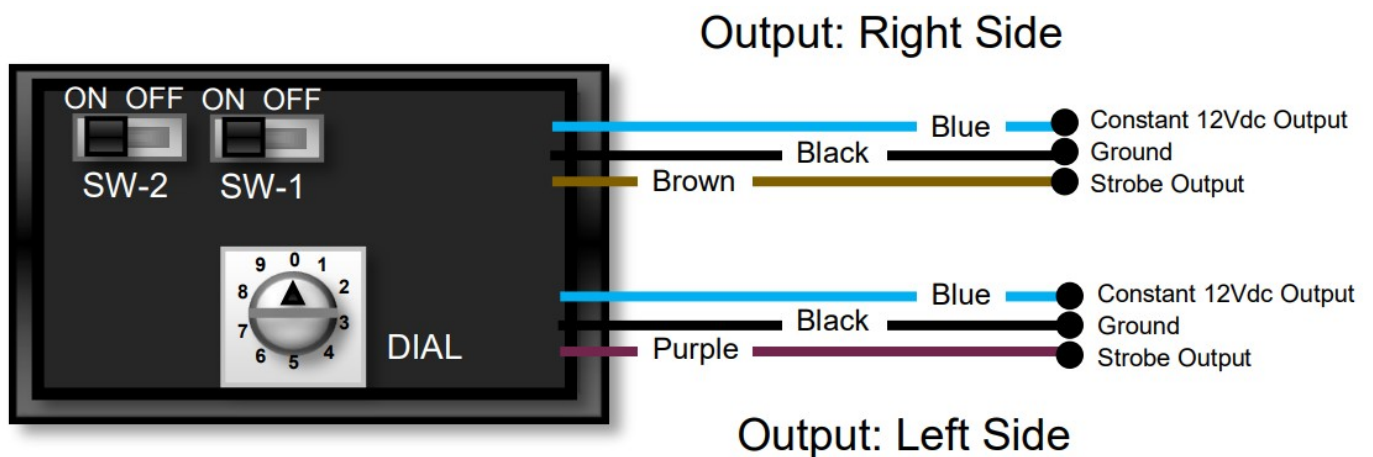 Output: Right Side
ON OFF ON OFF
SW-2 SW-1
Blue Constant 12Vdc Output
Black Ground
Brown Strobe Output
0
9 1
8 2
7 3
6 4
5
DIAL
Blue Constant 12Vdc Output
Black Ground
Purple Strobe Output
Output: Left Side